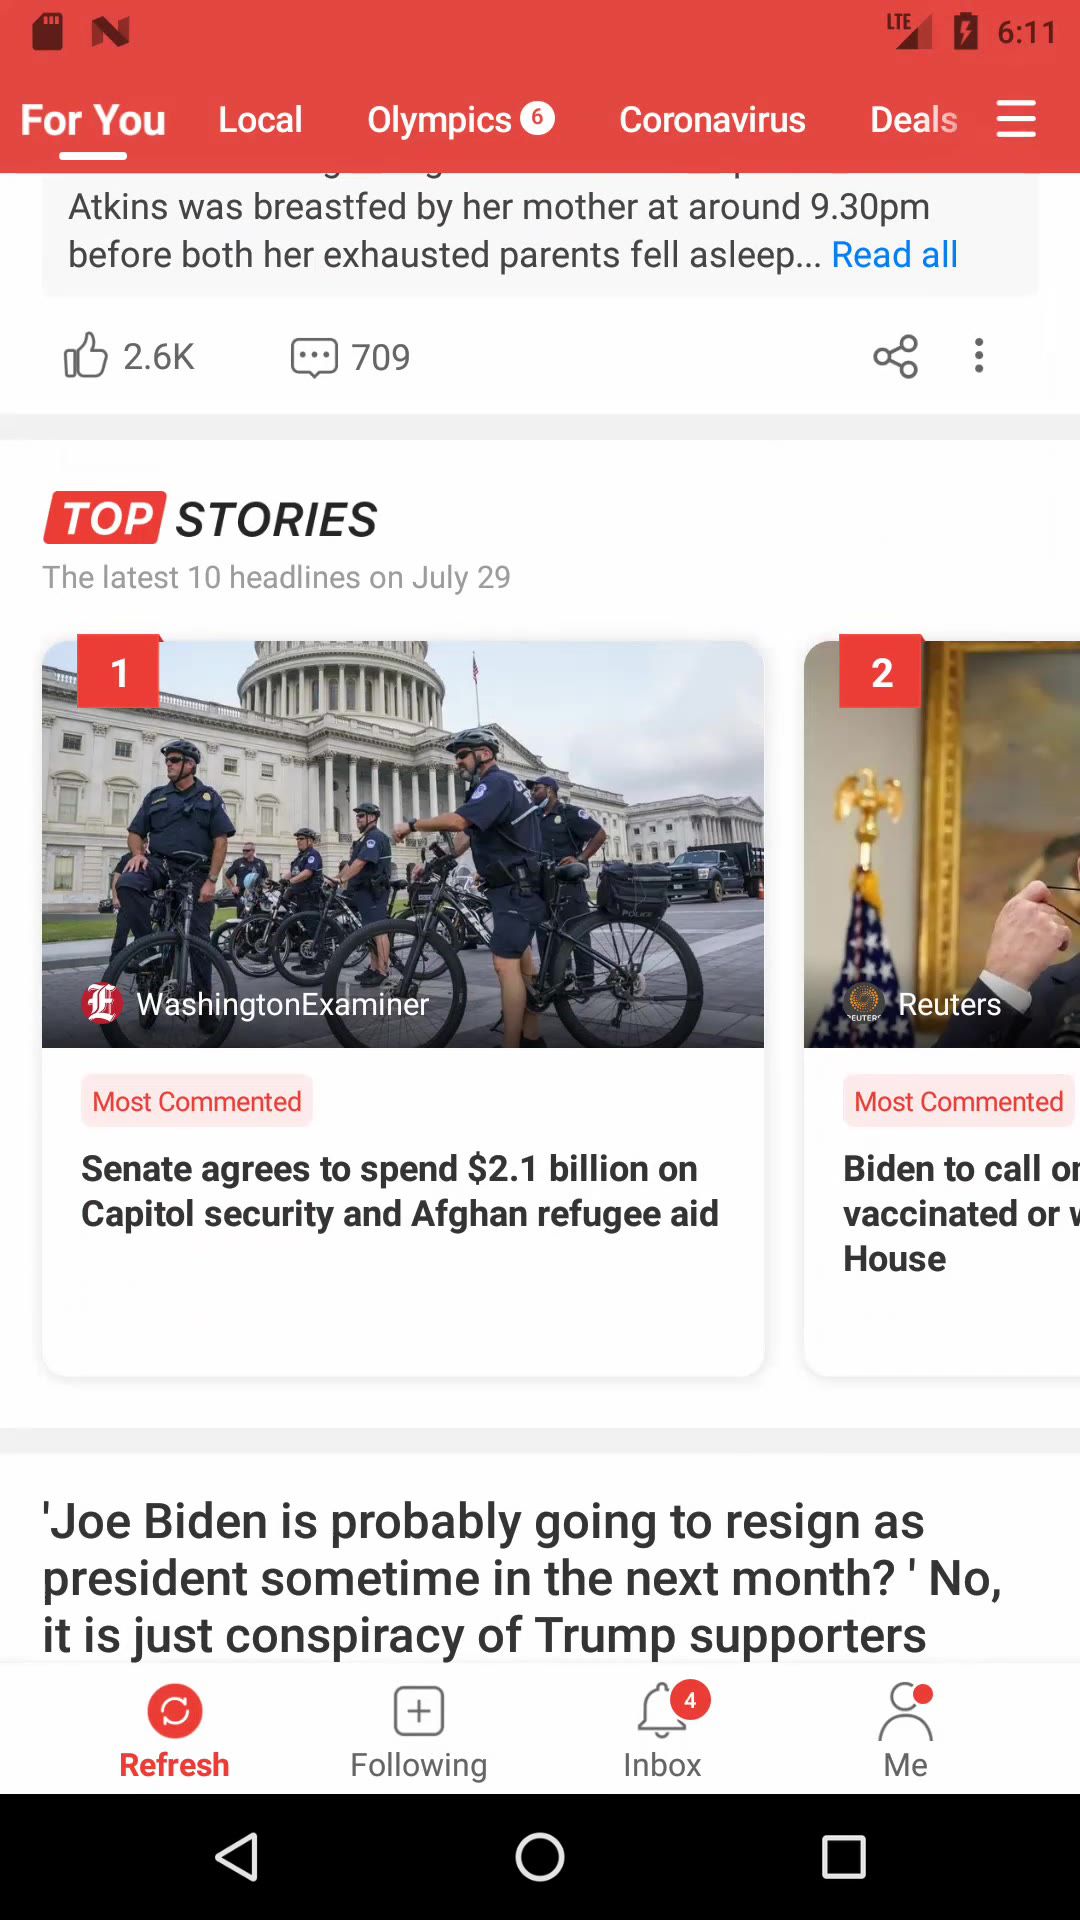 LTE 6:11
For You Local Olympics 6 Coronavirus Deals
Atkins was breastfed by her mother at around 9.30pm
before both her exhausted parents fell asleep... Read all
2.6K 709
TOP STORIES
The latest 10 headlines on July 29
1
2
POLICE
WashingtonExaminer
REUTERS Reuters
Most Commented
Most Commented
Senate agrees to spend $2.1 billion on
Capitol security and Afghan refugee aid
Biden to call
vaccinated or
House
'Joe Biden is probably going to resign as
president sometime in the next month? ' No,
it is just conspiracy of Trump supporters
4
Refresh Following Inbox Me